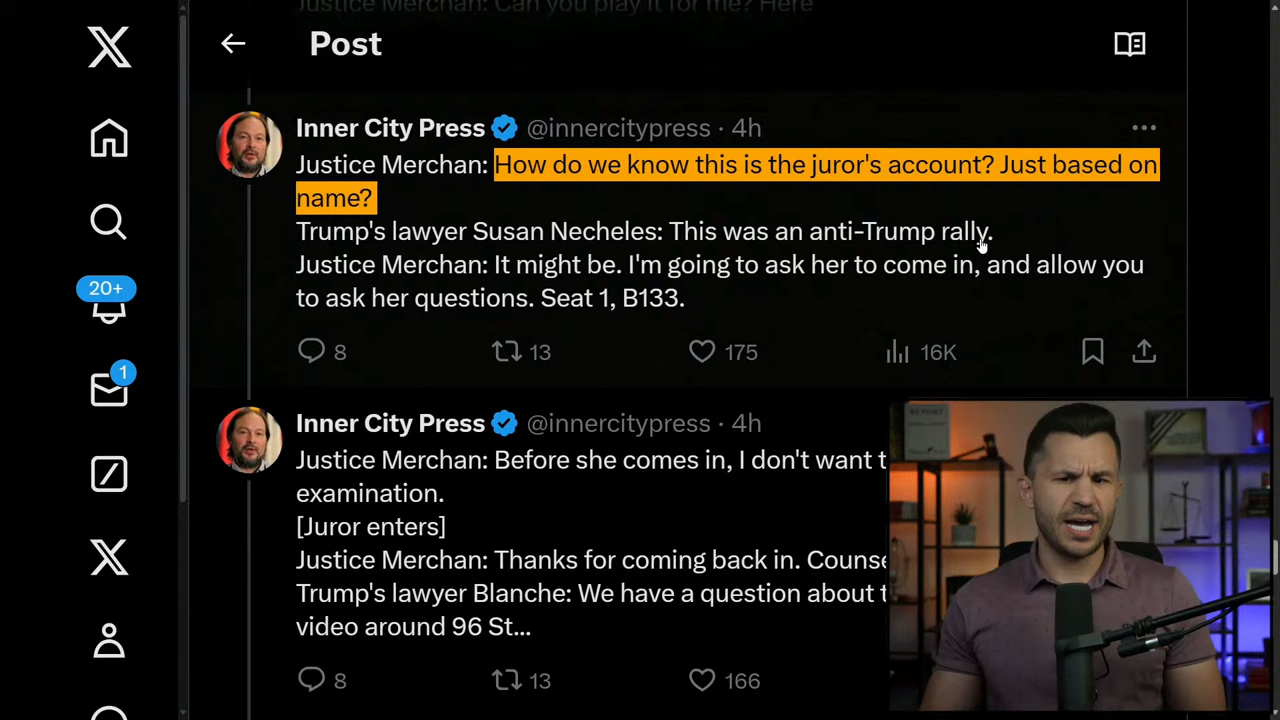 Justice Merchan: Can you play it for me? Here
Post
Inner City Press @innercitypress · 4h
Justice Merchan: How do we know this is the juror's account? Just based on
name?
Trump's lawyer Susan Necheles: This was an anti-Trump rally.
Justice Merchan: It might be. I'm going to ask her to come in, and allow you
to ask her questions. Seat 1, B133.
8 13 175 16K
20+
1
Inner City Press @innercitypress · 4h
Justice Merchan: Before she comes in, I don't want
examination.
[Juror enters]
Justice Merchan: Thanks for coming back in.
Trump's lawyer Blanche: We have a question about
video around 96 St...
8 13 166
REPORT